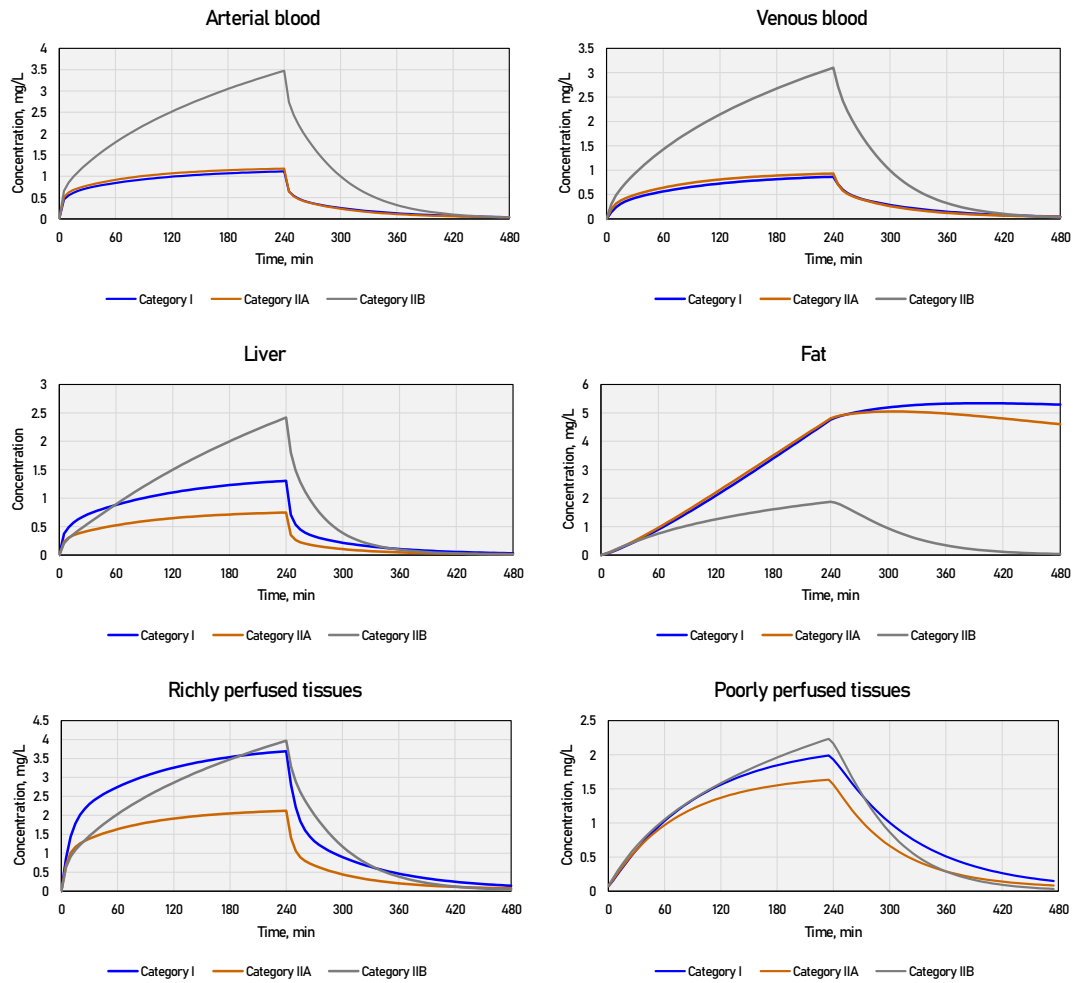 Arterial blood
Concentration, mg/L
4
3.5
3
2.5
2
1.5
1
0.5
0
0 60 120 180 240 300 360 420 480
Time, min
Category I Category IIA Category IIB
Venous blood
Concentration, mg/L
3.5
3
2.5
2
1.5
1
0.5
0
0 60 120 180 240 300 360 420 480
Time, min
Category I Category IIA Category IIB
Liver
Concentration
3
2.5
2
1.5
1
0.5
0
0 60 120 180 240 300 360 420 480
Time, min
Category I Category IIA Category IIB
Fat
Concentration, mg/L
6
5
4
3
2
1
0
0 60 120 180 240 300 360 420 480
Time, min
Category I Category IIA Category IIB
Richly perfused tissues
Concentration, mg/L
4.5
4
3.5
3
2.5
2
1.5
1
0.5
0
0 60 120 180 240 300 360 420 480
Time, min
Category I Category IIA Category IIB
Poorly perfused tissues
Concentration, mg/L
2.5
2
1.5
1
0.5
0
0 60 120 180 240 300 360 420 480
Time, min
Category I Category IIA Category IIB